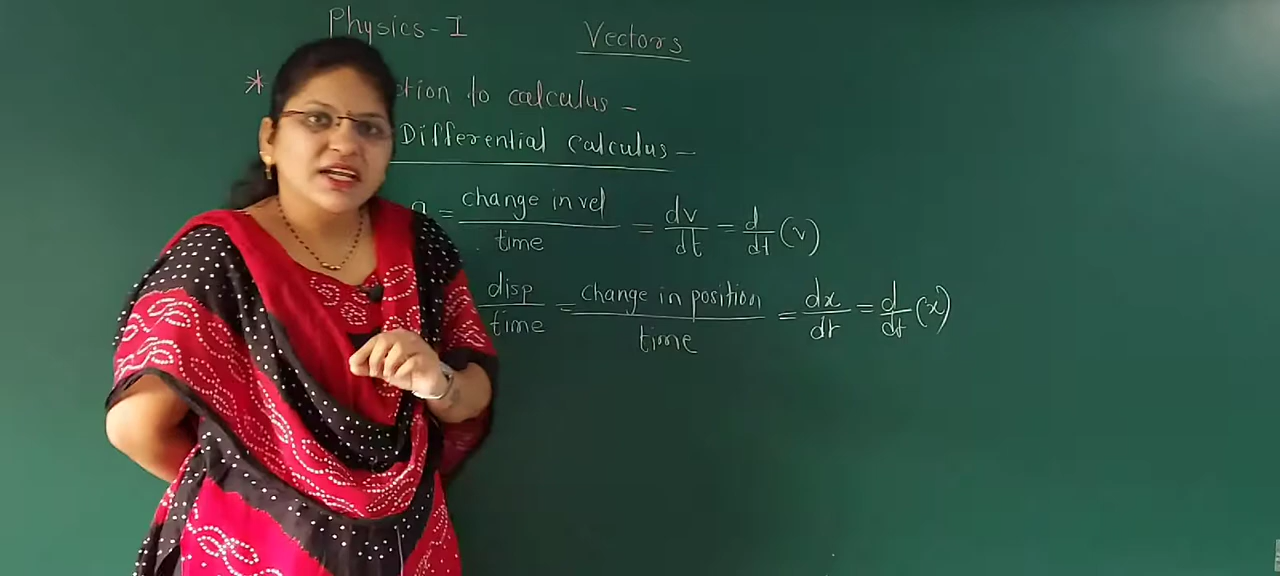 Physics - I Vectors
* ction to calculus -
Differential calculus -
a = change in vel / time = dv/dt = d/dt (v)
disp / time = change in position / time = dx/dt = d/dt (x)